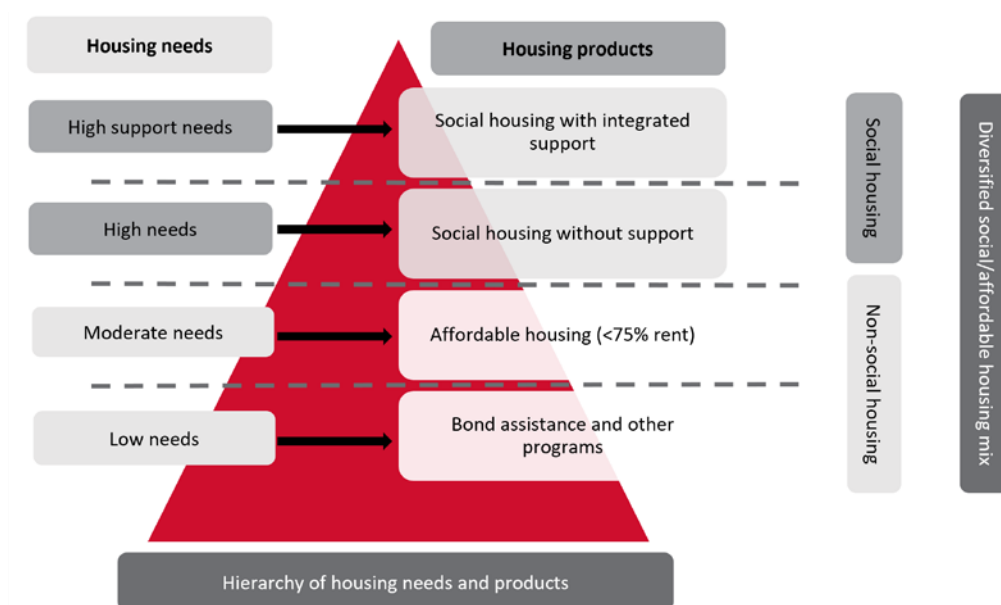 Housing needs
Housing products
High support needs
Social housing with integrated
support
High needs
Social housing without support
Moderate needs
Affordable housing (<75% rent)
Low needs
Bond assistance and other
programs
Social housing
Non-social housing
Diversified social/affordable housing mix
Hierarchy of housing needs and products